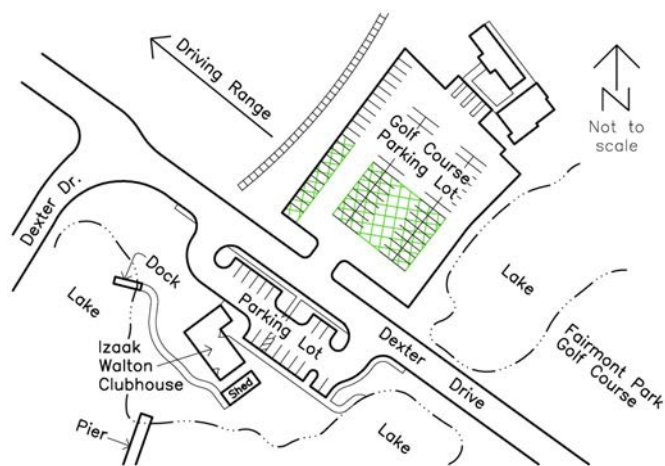 Driving Range
Golf Course
Parking Lot
N
Not to
scale
Dexter Dr.
Dock
Lake
Lake
Parking Lot
Izaak
Walton
Clubhouse
Shed
Dexter
Drive
Fairmont Park
Golf Course
Pier
Lake